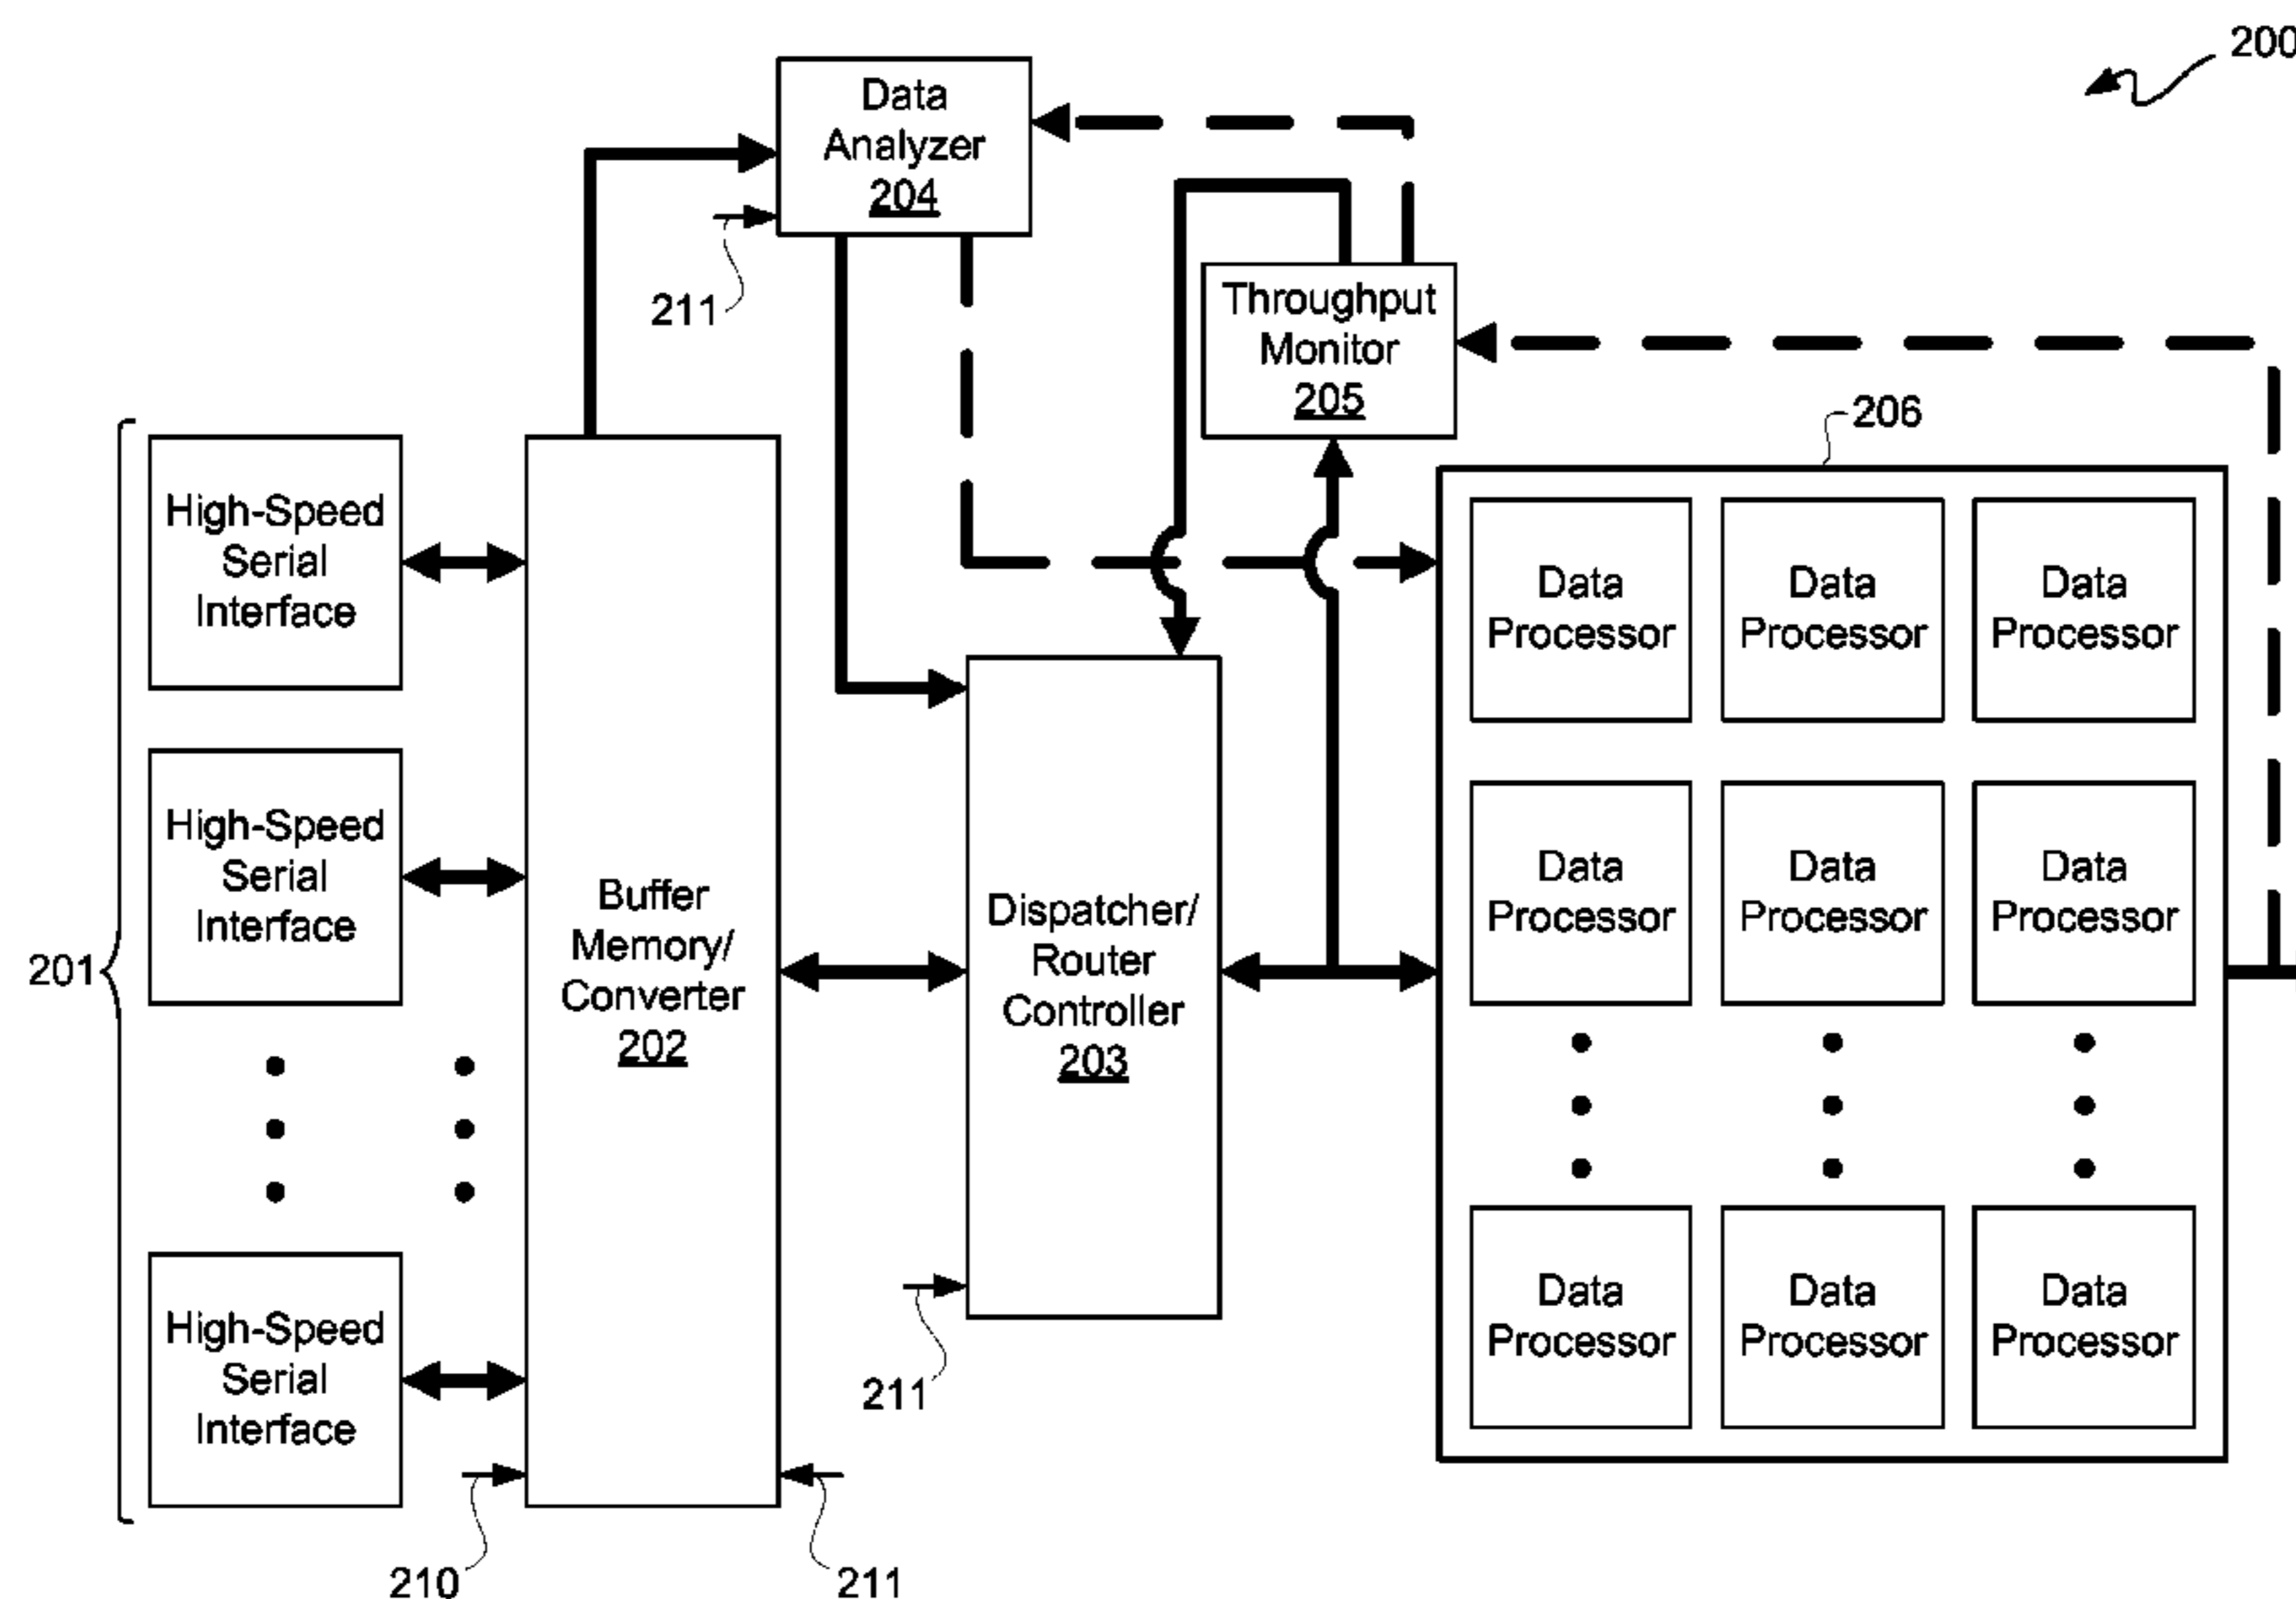 200
Data
Analyzer
204
211
Throughput
Monitor
205
206
201
High-Speed
Serial
Interface
High-Speed
Serial
Interface
High-Speed
Serial
Interface
Buffer
Memory/
Converter
202
Dispatcher/
Router
Controller
203
Data
Processor
Data
Processor
Data
Processor
Data
Processor
Data
Processor
Data
Processor
Data
Processor
Data
Processor
Data
Processor
211
210
211